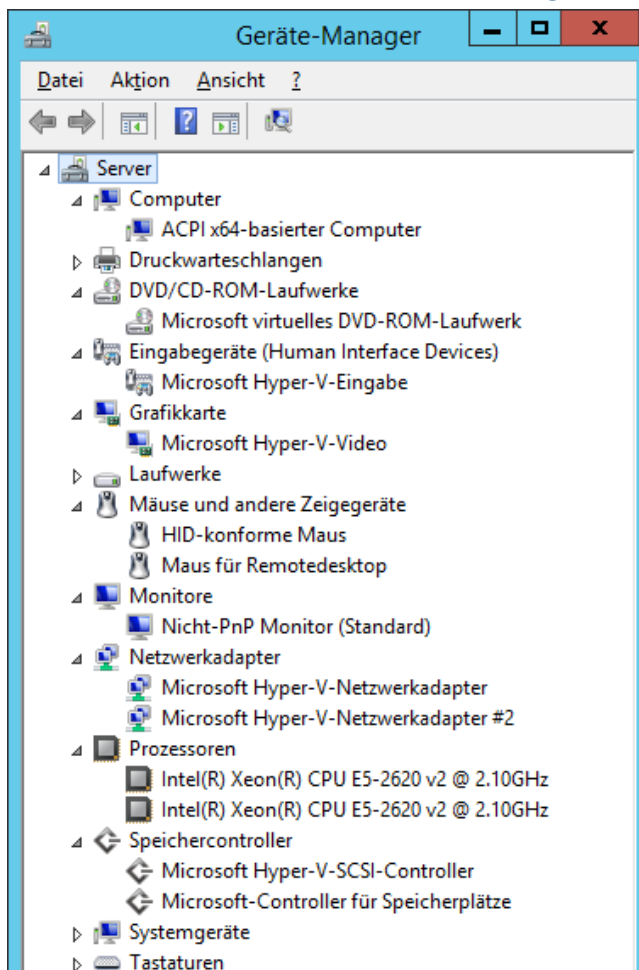 Geräte-Manager
Datei Aktion Ansicht ?
Server
Computer
ACPI x64-basierter Computer
Druckwarteschlangen
DVD/CD-ROM-Laufwerke
Microsoft virtuelles DVD-ROM-Laufwerk
Eingabegeräte (Human Interface Devices)
Microsoft Hyper-V-Eingabe
Grafikkarte
Microsoft Hyper-V-Video
Laufwerke
Mäuse und andere Zeigegeräte
HID-konforme Maus
Maus für Remotedesktop
Monitore
Nicht-PnP Monitor (Standard)
Netzwerkadapter
Microsoft Hyper-V-Netzwerkadapter
Microsoft Hyper-V-Netzwerkadapter #2
Prozessoren
Intel(R) Xeon(R) CPU E5-2620 v2 @ 2.10GHz
Intel(R) Xeon(R) CPU E5-2620 v2 @ 2.10GHz
Speichercontroller
Microsoft Hyper-V-SCSI-Controller
Microsoft-Controller für Speicherplätze
Systemgeräte
Tastaturen